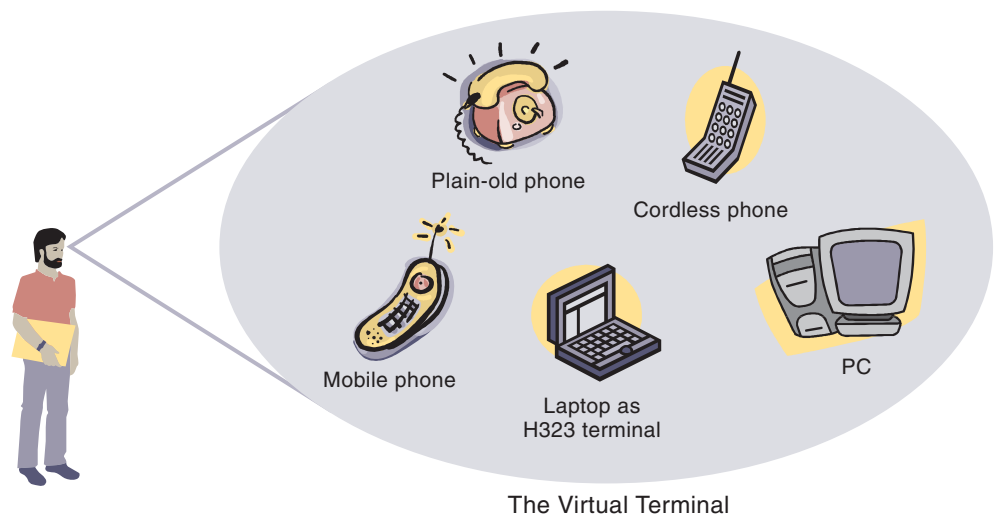 Plain-old phone
Cordless phone
Mobile phone
Laptop as
H323 terminal
PC
The Virtual Terminal